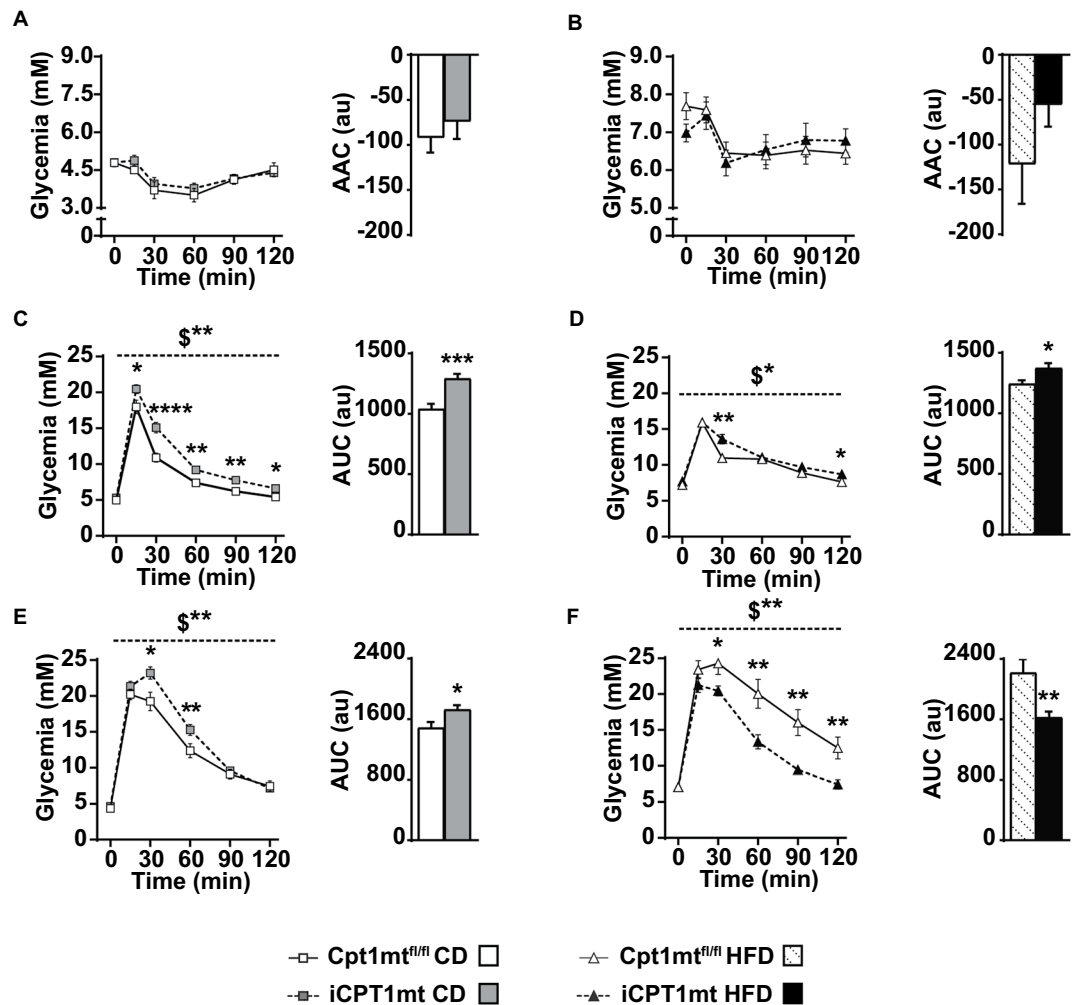 A
9.0
7.5
6.0
4.5
3.0
0
Glycemia (mM)
0 30 60 90 120
Time (min)
0
-50
-100
-150
-200
AAC (au)
B
9.0
8.0
7.0
6.0
5.0
0
Glycemia (mM)
0 30 60 90 120
Time (min)
0
-50
-100
-150
-200
AAC (au)
C
$**
25
20
15
10
5
0
Glycemia (mM)
* **** ** ** *
0 30 60 90 120
Time (min)
1500
1000
500
0
AUC (au)
***
D
$*
25
20
15
10
5
0
Glycemia (mM)
** *
0 30 60 90 120
Time (min)
1500
1000
500
0
AUC (au)
*
E
$**
25
20
15
10
5
0
Glycemia (mM)
* **
0 30 60 90 120
Time (min)
2400
1600
800
0
AUC (au)
*
F
$**
25
20
15
10
5
0
Glycemia (mM)
* ** ** **
0 30 60 90 120
Time (min)
2400
1600
800
0
AUC (au)
**
Cpt1mtfl/fl CD
Cpt1mtfl/fl HFD
iCPT1mt CD
iCPT1mt HFD